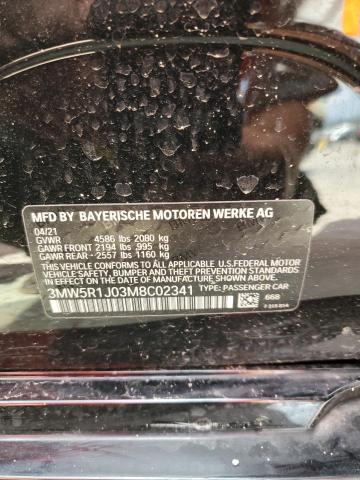 MFD BY BAYERISCHE MOTOREN WERKE AG
04/21
GVWR 4586 lbs 2080 kg
GAWR FRONT 2194 lbs 995 kg
GAWR REAR - 2557 lbs 1160 kg
THIS VEHICLE CONFORMS TO ALL APPLICABLE U.S.FEDERAL MOTOR
VEHICLE SAFETY, BUMPER AND THEFT PREVENTION STANDARDS IN EFFECT ON THE
DATE OF MANUFACTURE SHOWN ABOVE.
3MW5R1J03M8C02341 TYPE: PASSENGER CAR
668